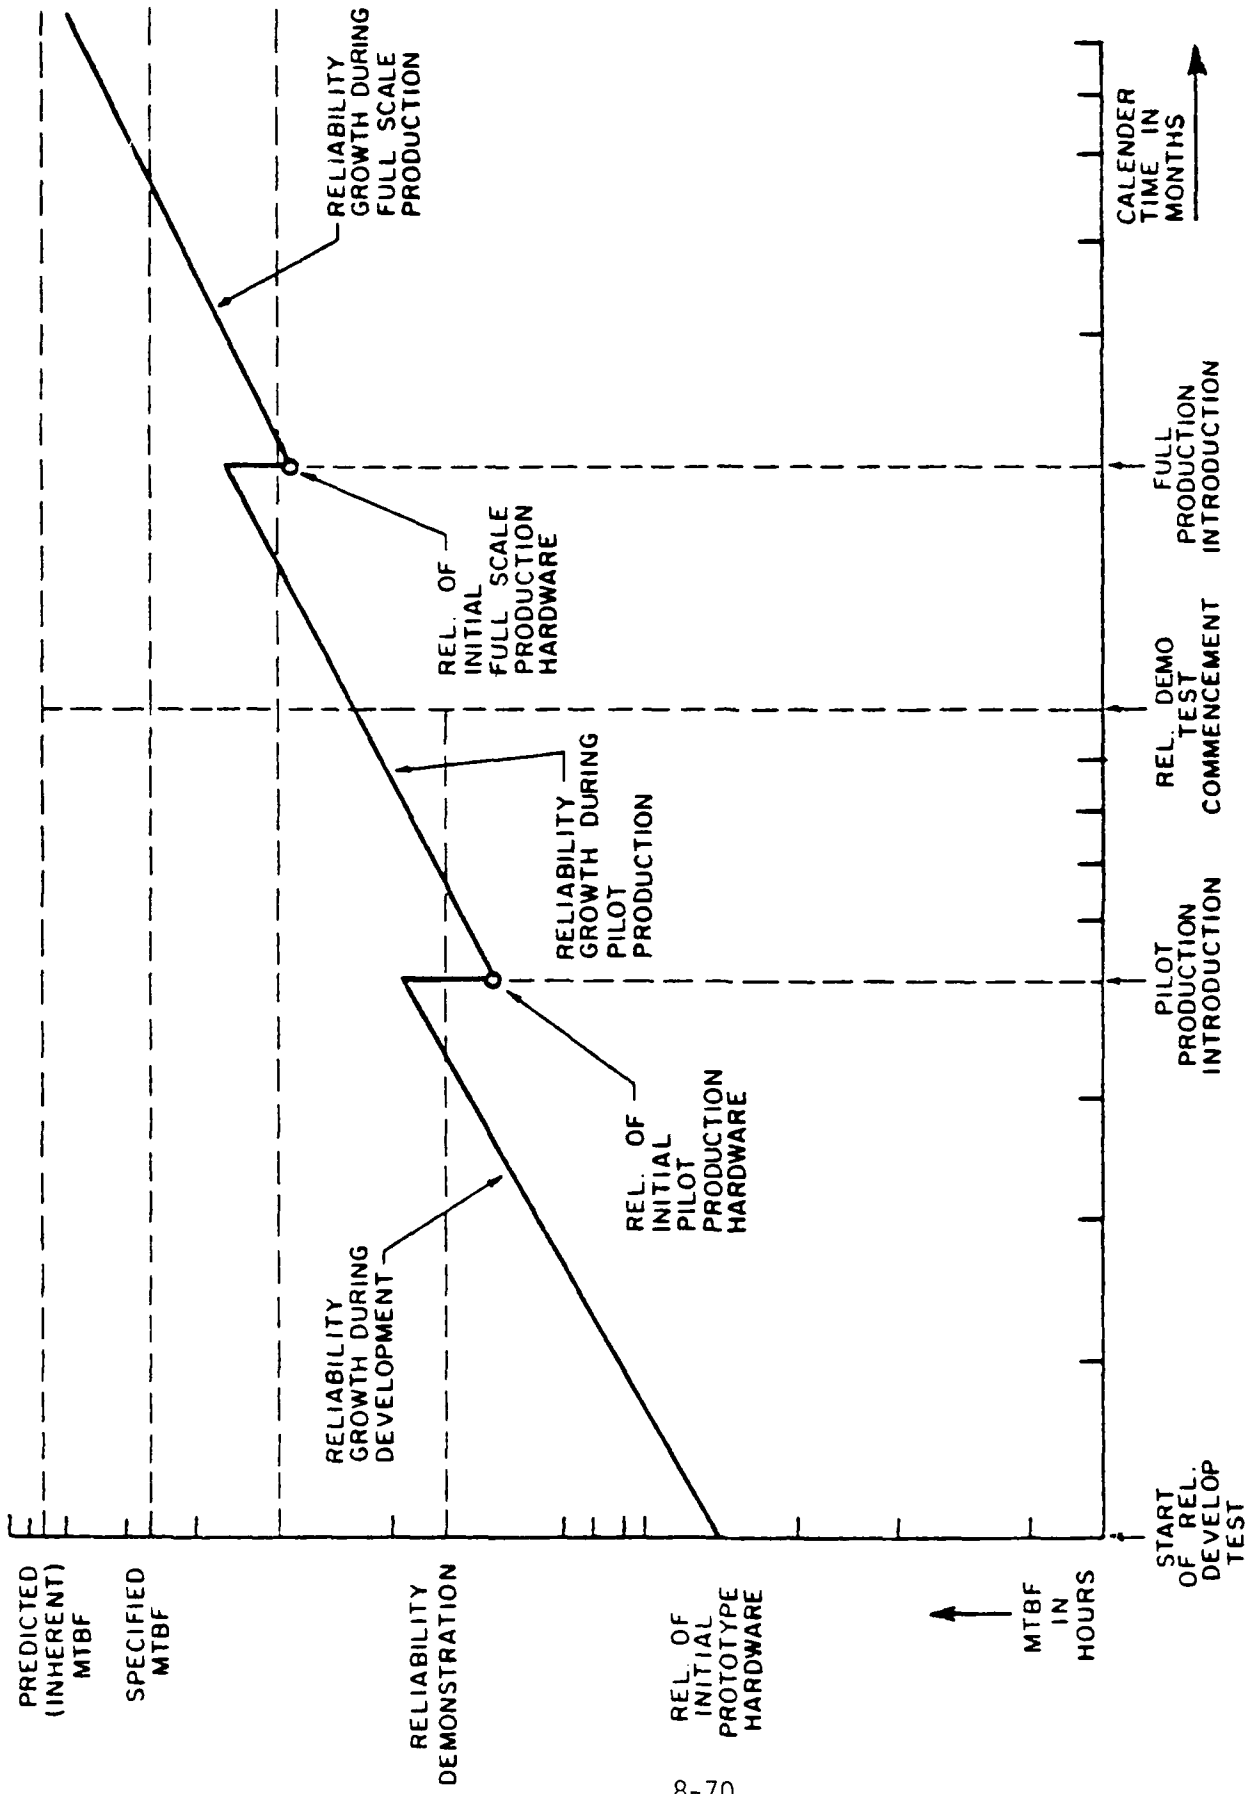 PREDICTED
(INHERENT)
MTBF
SPECIFIED
MTBF
RELIABILITY
DEMONSTRATION
REL. OF
INITIAL
PROTOTYPE
HARDWARE
MTBF
IN
HOURS
RELIABILITY
GROWTH DURING
DEVELOPMENT
REL. OF
INITIAL
PILOT
PRODUCTION
HARDWARE
RELIABILITY
GROWTH DURING
PILOT
PRODUCTION
REL. OF
INITIAL
FULL SCALE
PRODUCTION
HARDWARE
RELIABILITY
GROWTH DURING
FULL SCALE
PRODUCTION
CALENDER
TIME IN
MONTHS
START
OF REL.
DEVELOP
TEST
PILOT
PRODUCTION
INTRODUCTION
REL. DEMO
TEST
COMMENCEMENT
FULL
PRODUCTION
INTRODUCTION
8-70